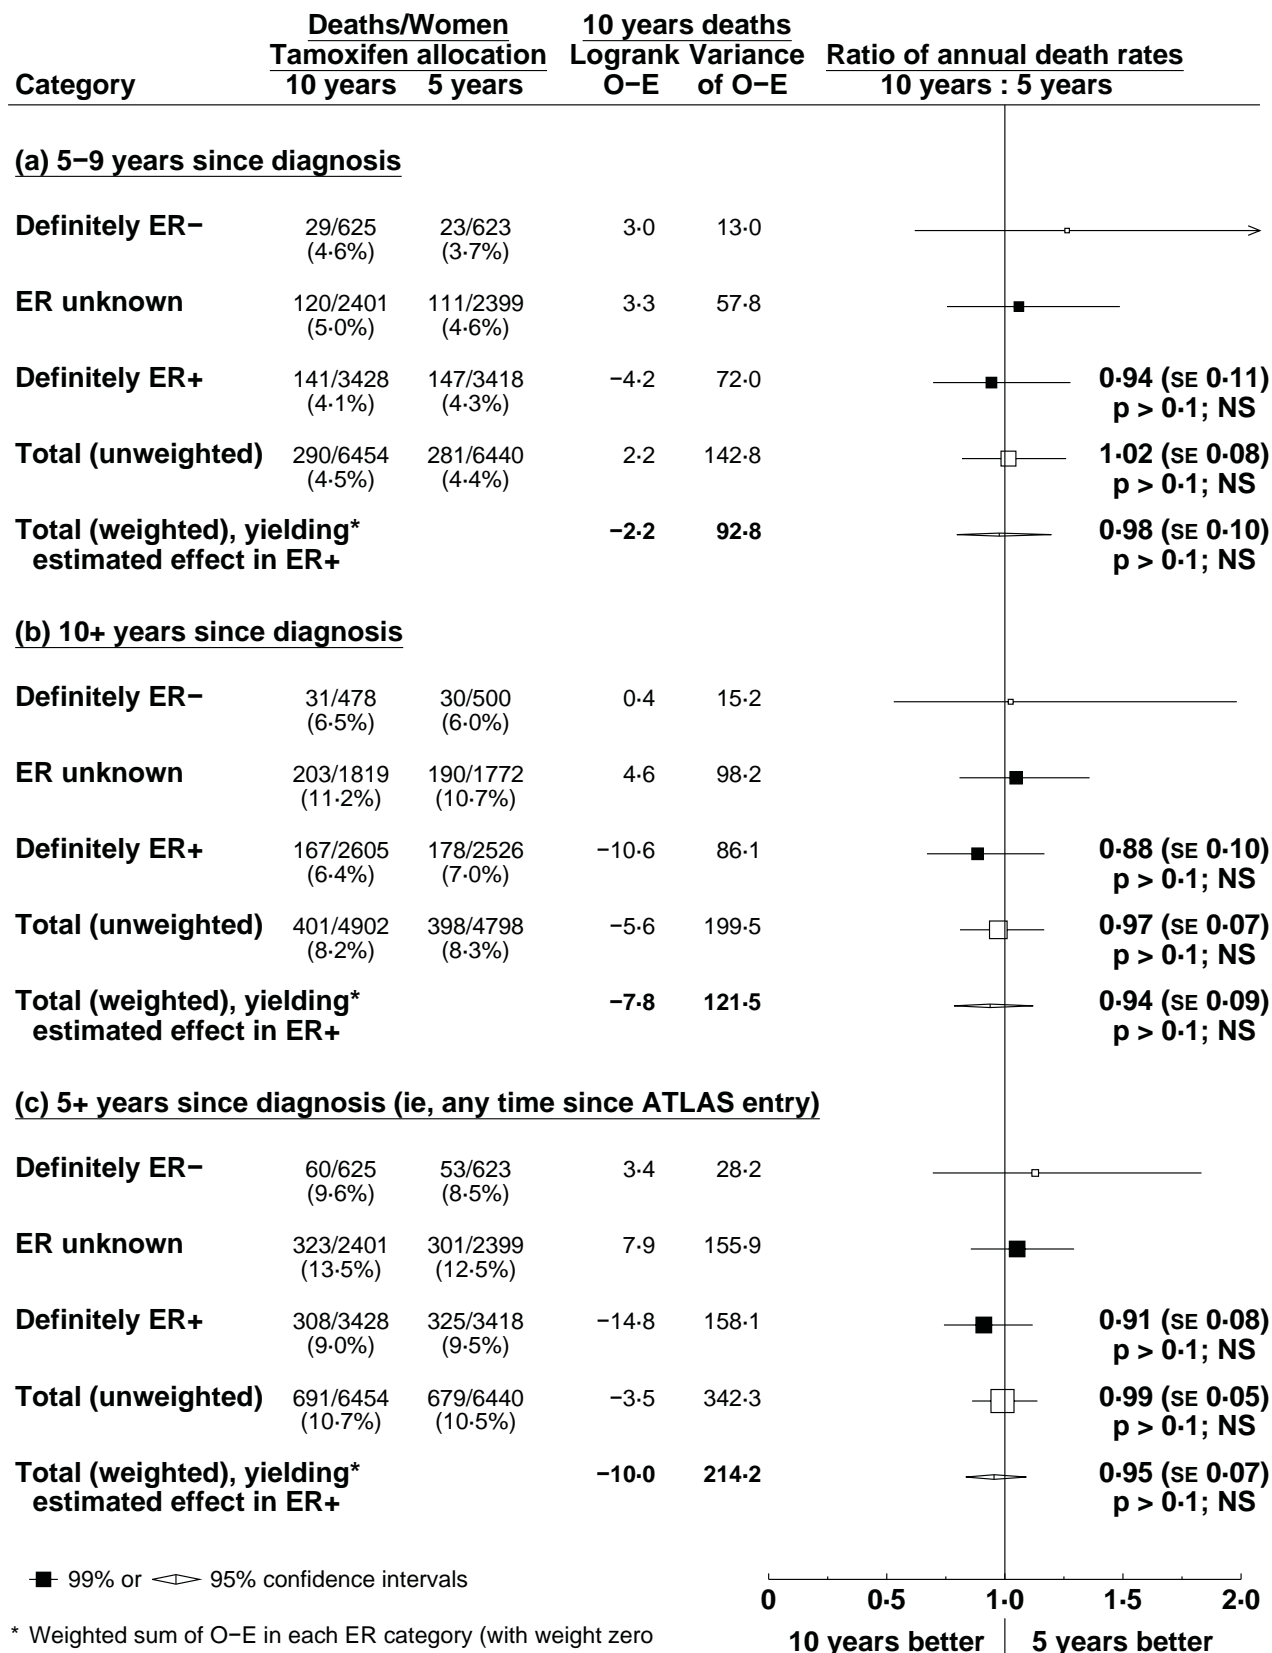 Deaths/Women 10 years deaths
Tamoxifen allocation Logrank Variance Ratio of annual death rates
Category 10 years 5 years O−E of O−E 10 years : 5 years
(a) 5−9 years since diagnosis
Definitely ER− 29/625 23/623 3·0 13·0
(4·6%) (3·7%)
ER unknown 120/2401 111/2399 3·3 57·8
(5·0%) (4·6%)
Definitely ER+ 141/3428 147/3418 −4·2 72·0 0·94 (SE 0·11)
(4·1%) (4·3%) p > 0·1; NS
Total (unweighted) 290/6454 281/6440 2·2 142·8 1·02 (SE 0·08)
(4·5%) (4·4%) p > 0·1; NS
Total (weighted), yielding* −2·2 92·8 0·98 (SE 0·10)
estimated effect in ER+ p > 0·1; NS
(b) 10+ years since diagnosis
Definitely ER− 31/478 30/500 0·4 15·2
(6·5%) (6·0%)
ER unknown 203/1819 190/1772 4·6 98·2
(11·2%) (10·7%)
Definitely ER+ 167/2605 178/2526 −10·6 86·1 0·88 (SE 0·10)
(6·4%) (7·0%) p > 0·1; NS
Total (unweighted) 401/4902 398/4798 −5·6 199·5 0·97 (SE 0·07)
(8·2%) (8·3%) p > 0·1; NS
Total (weighted), yielding* −7·8 121·5 0·94 (SE 0·09)
estimated effect in ER+ p > 0·1; NS
(c) 5+ years since diagnosis (ie, any time since ATLAS entry)
Definitely ER− 60/625 53/623 3·4 28·2
(9·6%) (8·5%)
ER unknown 323/2401 301/2399 7·9 155·9
(13·5%) (12·5%)
Definitely ER+ 308/3428 325/3418 −14·8 158·1 0·91 (SE 0·08)
(9·0%) (9·5%) p > 0·1; NS
Total (unweighted) 691/6454 679/6440 −3·5 342·3 0·99 (SE 0·05)
(10·7%) (10·5%) p > 0·1; NS
Total (weighted), yielding* −10·0 214·2 0·95 (SE 0·07)
estimated effect in ER+ p > 0·1; NS
99% or 95% confidence intervals
0 0·5 1·0 1·5 2·0
* Weighted sum of O−E in each ER category (with weight zero
10 years better 5 years better